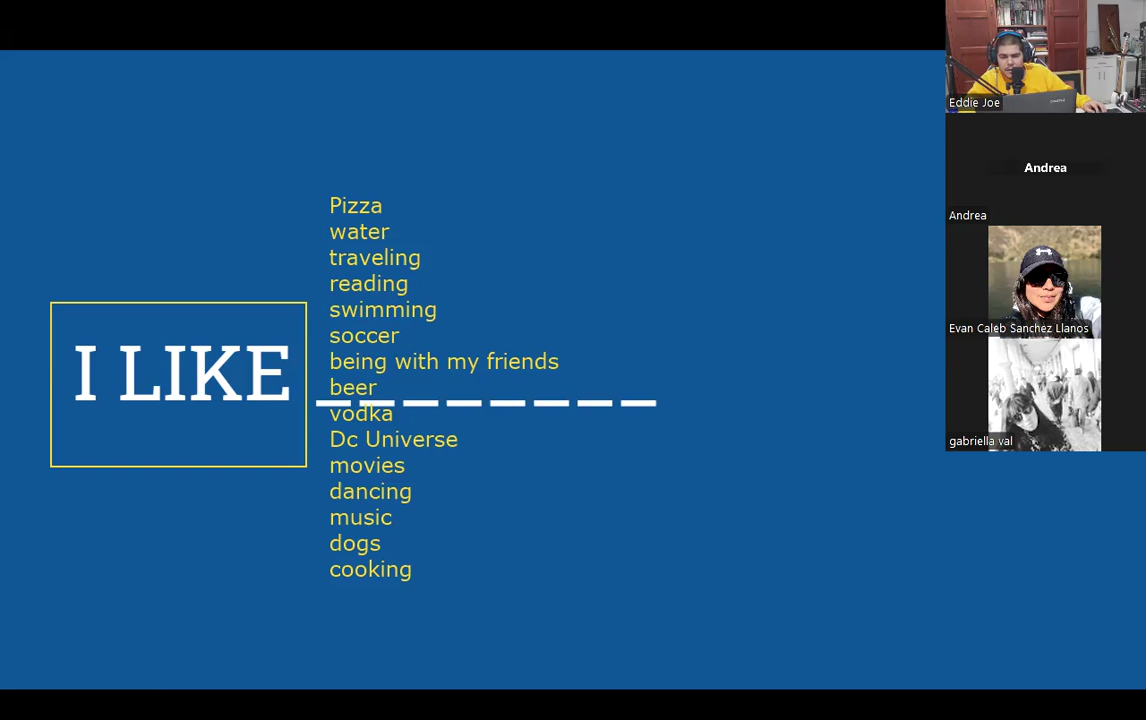 I LIKE
Pizza
water
traveling
reading
swimming
soccer
being with my friends
beer
vodka
Dc Universe
movies
dancing
music
dogs
cooking
Eddie Joe
Andrea
Andrea
Evan Caleb Sanchez Llanos
gabriella val